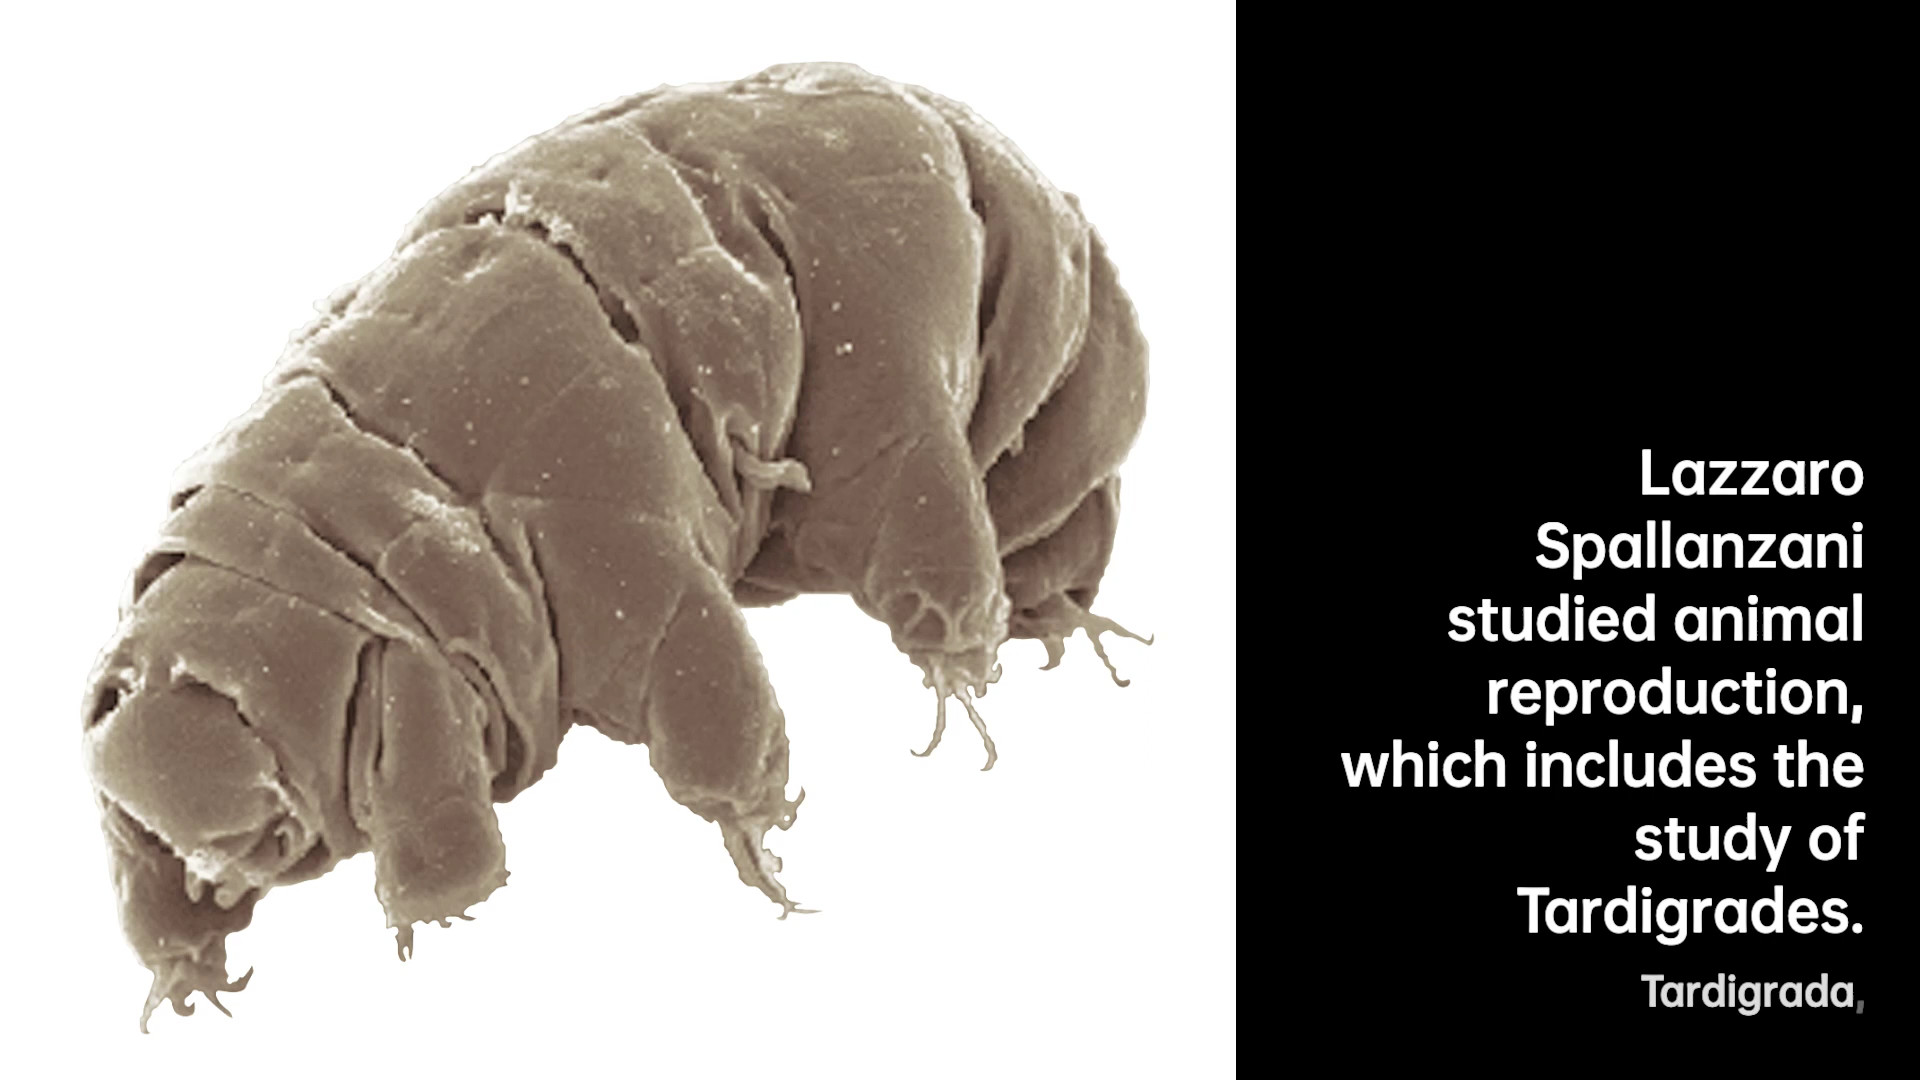 Lazzaro
Spallanzani
studied animal
reproduction,
which includes the
study of
Tardigrades.
Tardigrada,